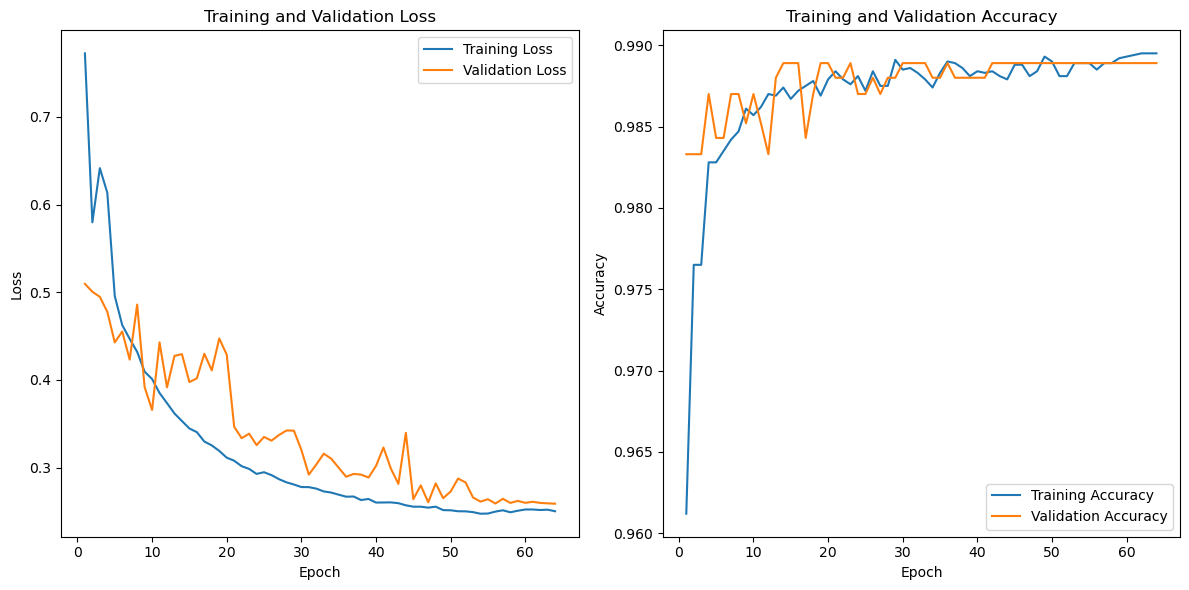 Training and Validation Loss
Training Loss
Validation Loss
0.7
0.6
0.5
0.4
0.3
Loss
0
10
20
30
40
50
60
Epoch
Training and Validation Accuracy
0.990
0.985
0.980
0.975
0.970
0.965
0.960
Accuracy
Training Accuracy
Validation Accuracy
0
10
20
30
40
50
60
Epoch